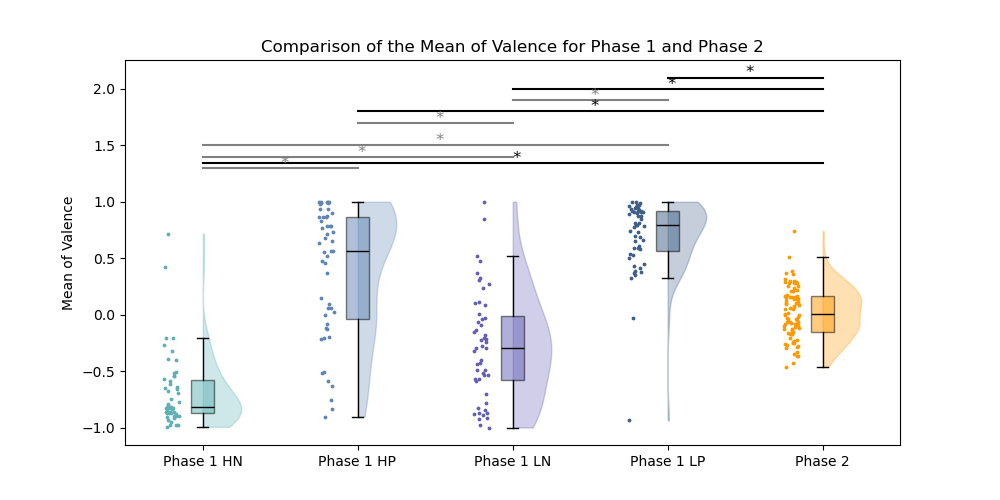 Comparison of the Mean of Valence for Phase 1 and Phase 2
Mean of Valence
2.0
1.5
1.0
0.5
0.0
−0.5
−1.0
*
*
*
*
*
*
*
*
*
Phase 1 HN
Phase 1 HP
Phase 1 LN
Phase 1 LP
Phase 2